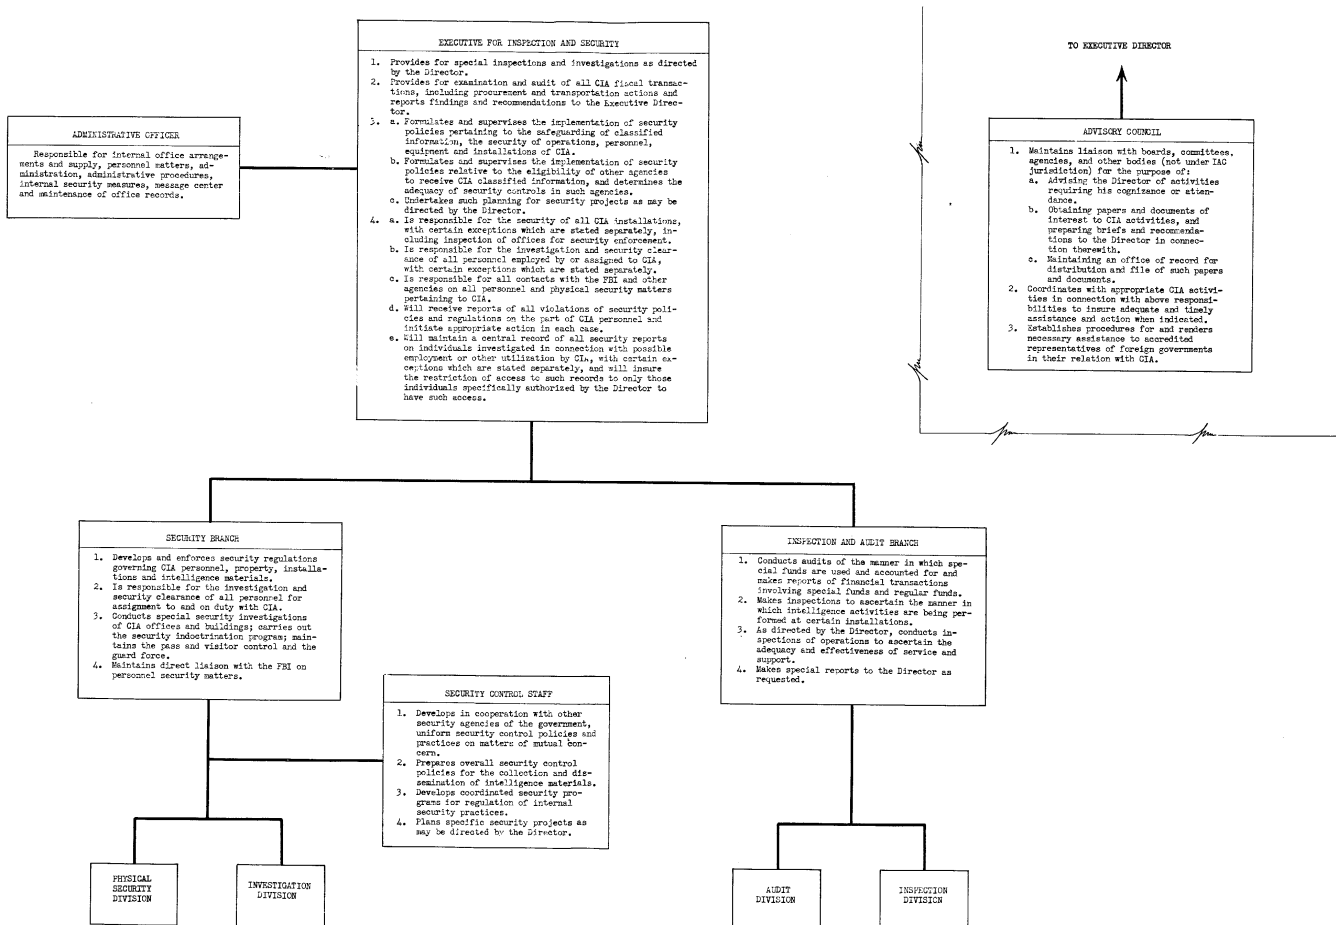 EXECUTIVE FOR INSPECTION AND SECURITY
1. Provides for special inspections and investigations as directed
by the Director.
2. Provides for examination and audit of all CIA fiscal transac-
tions, including procurement and transportation actions and
reports findings and recommendations to the Executive Direc-
tor.
3. a. Formulates and supervises the implementation of security
policies pertaining to the safeguarding of classified
information, the security of operations, personnel,
equipment and installations of CIA.
b. Formulates and supervises the implementation of security
policies relative to the eligibility of other agencies
to receive CIA classified information, and determines the
adequacy of security controls in such agencies.
c. Undertakes such planning for security projects as may be
directed by the Director.
4. a. Is responsible for the security of all CIA installations,
with certain exceptions which are stated separately, in-
cluding inspection of offices for security enforcement.
b. Is responsible for the investigation and security clear-
ance of all personnel employed by or assigned to CIA,
with certain exceptions which are stated separately.
c. Is responsible for all contacts with the FBI and other
agencies on all personnel and physical security matters
pertaining to CIA.
d. Will receive reports of all violations of security poli-
cies and regulations on the part of CIA personnel and
initiate appropriate action in each case.
e. Will maintain a central record of all security reports
on individuals investigated in connection with possible
employment or other utilization by CIA, with certain ex-
ceptions which are stated separately, and will insure
the restriction of access to such records to only those
individuals specifically authorized by the Director to
have such access.
ADMINISTRATIVE OFFICER
Responsible for internal office arrange-
ments and supply, personnel matters, ad-
ministration, administrative procedures,
internal security measures, message center
and maintenance of office records.
TO EXECUTIVE DIRECTOR
ADVISORY COUNCIL
1. Maintains liaison with boards, committees,
agencies, and other bodies (not under IAC
jurisdiction) for the purpose of:
a. Advising the Director of activities
requiring his cognizance or atten-
dance.
b. Obtaining papers and documents of
interest to CIA activities, and
preparing briefs and recommenda-
tions to the Director in connec-
tion therewith.
c. Maintaining an office of record for
distribution and file of such papers
and documents.
2. Coordinates with appropriate CIA activi-
ties in connection with above responsi-
bilities to insure adequate and timely
assistance and action when indicated.
3. Establishes procedures for and renders
necessary assistance to accredited
representatives of foreign governments
in their relation with CIA.
SECURITY BRANCH
1. Develops and enforces security regulations
governing CIA personnel, property, installa-
tions and intelligence materials.
2. Is responsible for the investigation and
security clearance of all personnel for
assignment to and on duty with CIA.
3. Conducts special security investigations
of CIA offices and buildings; carries out
the security indoctrination program; main-
tains the pass and visitor control and the
guard force.
4. Maintains direct liaison with the FBI on
personnel security matters.
INSPECTION AND AUDIT BRANCH
1. Conducts audits of the manner in which spe-
cial funds are used and accounted for and
makes reports of financial transactions
involving special funds and regular funds.
2. Makes inspections to ascertain the manner in
which intelligence activities are being per-
formed at certain installations.
3. As directed by the Director, conducts in-
spections of operations to ascertain the
adequacy and effectiveness of service and
support.
4. Makes special reports to the Director as
requested.
SECURITY CONTROL STAFF
1. Develops in cooperation with other
security agencies of the government,
uniform security control policies and
practices on matters of mutual con-
cern.
2. Prepares overall security control
policies for the collection and dis-
semination of intelligence materials.
3. Develops coordinated security pro-
grams for regulation of internal
security practices.
4. Plans specific security projects as
may be directed by the Director.
PHYSICAL
SECURITY
DIVISION
INVESTIGATION
DIVISION
AUDIT
DIVISION
INSPECTION
DIVISION